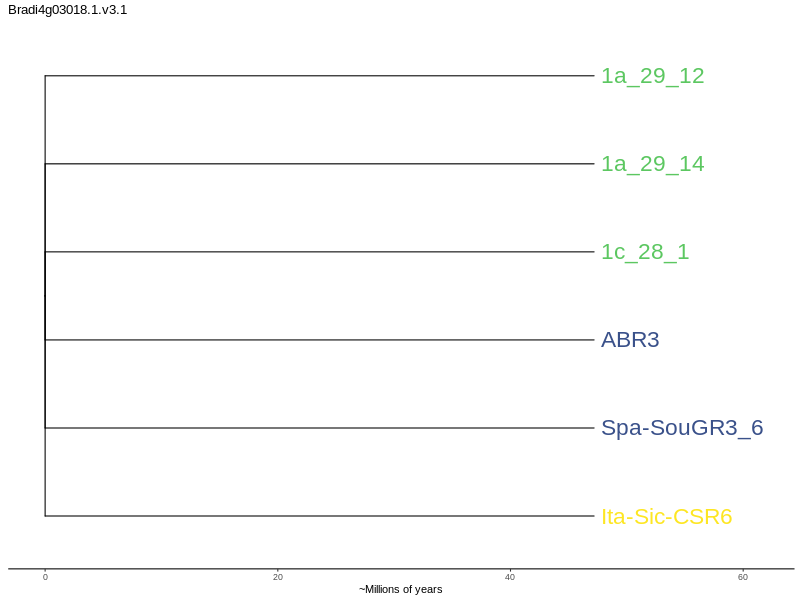 Bradi4g03018.1.v3.1
1a_29_12
1a_29_14
1c_28_1
ABR3
Spa-SouGR3_6
Ita-Sic-CSR6
0 20 40 60
~Millions of years